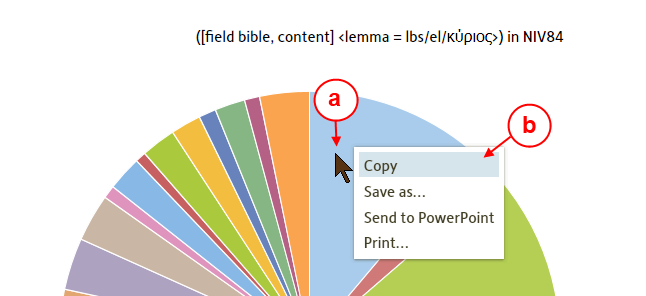 ([field bible, content] <lemma = lbs/el/κύριος>) in NIV84
a
b
Copy
Save as...
Send to PowerPoint
Print...